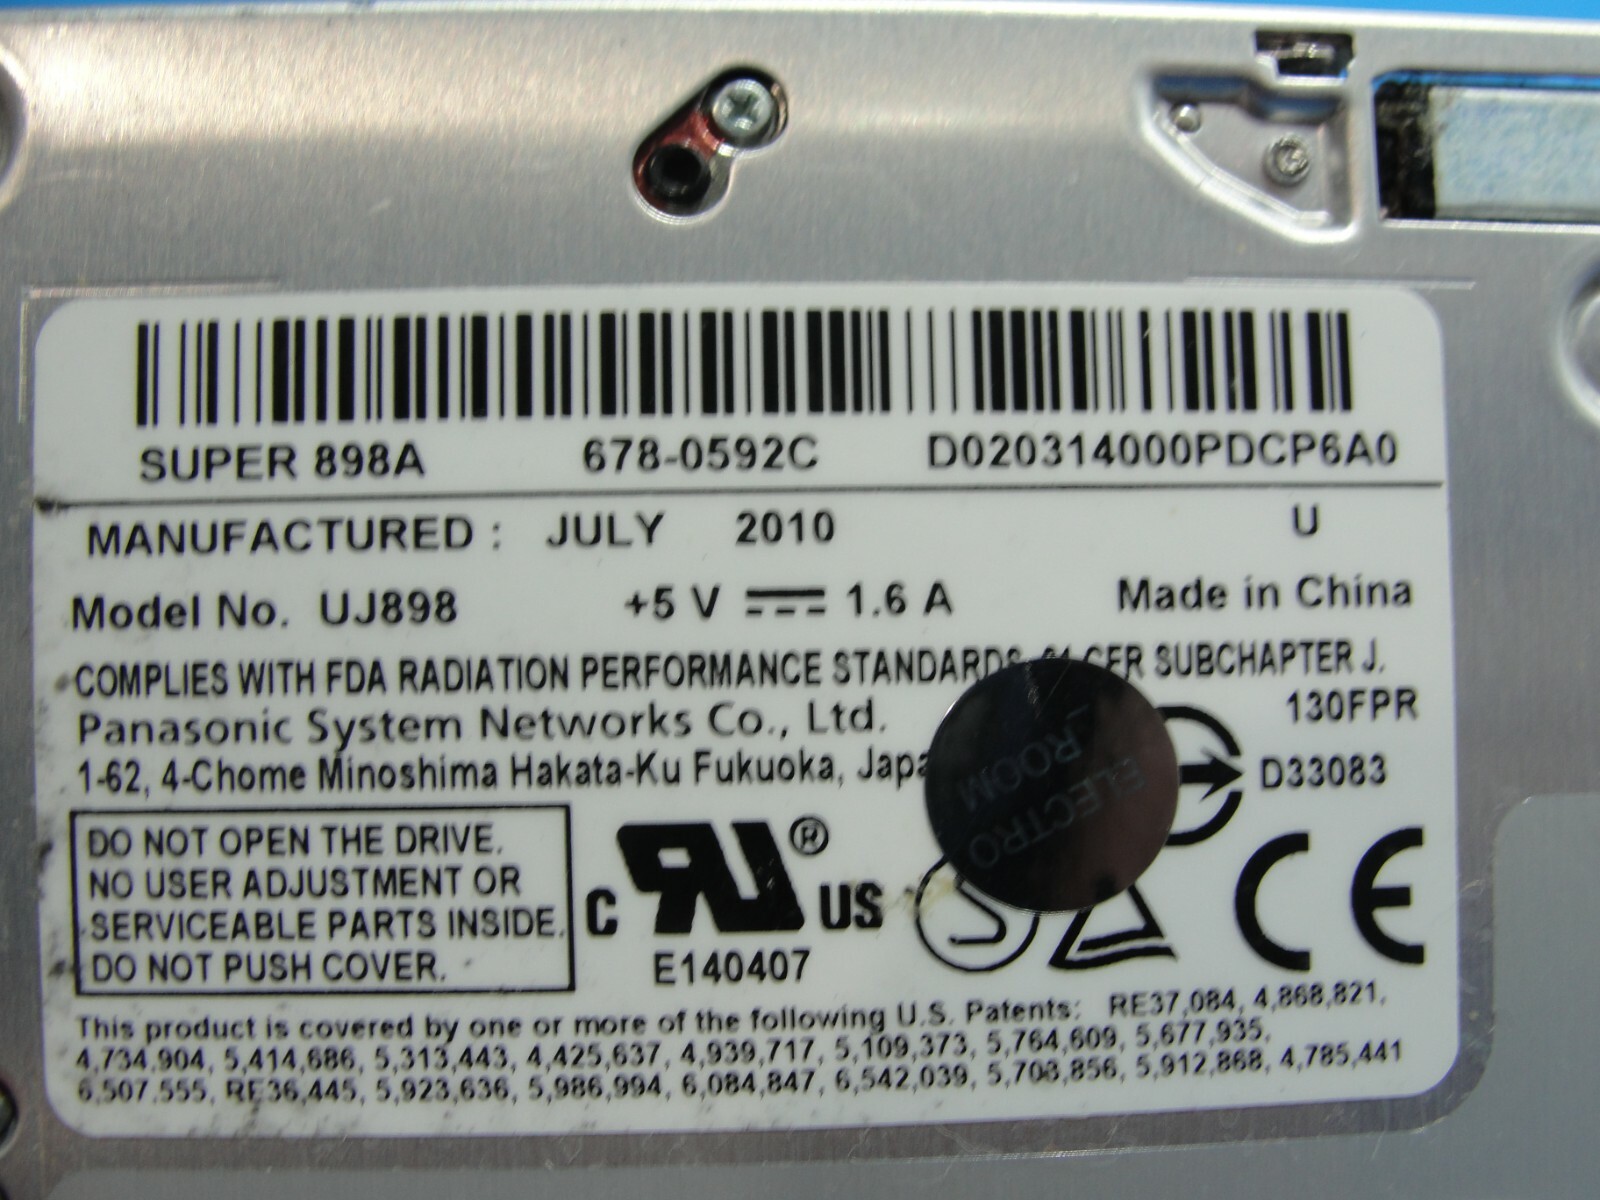 SUPER 898A 678-0592C D020314000PDCP6A0
MANUFACTURED : JULY 2010 U
Model No. UJ898 +5 V 1.6 A Made in China
COMPLIES WITH FDA RADIATION PERFORMANCE STANDARDS, CFR SUBCHAPTER J.
Panasonic System Networks Co., Ltd. 130FPR
1-62, 4-Chome Minoshima Hakata-Ku Fukuoka, D33083
ELECTRO
ROOM
DO NOT OPEN THE DRIVE.
NO USER ADJUSTMENT OR
SERVICEABLE PARTS INSIDE.
DO NOT PUSH COVER.
C UR ® US
E140407
S
CE
This product is covered by one or more of the following U.S. Patents: RE37,084, 4,868,821,
4,734,904, 5,414,686, 5,313,443, 4,425,637, 4,939,717, 5,109,373, 5,764,609, 5,677,935,
6,507,555, RE36,445, 5,923,636, 5,986,994, 6,084,847, 6,542,039, 5,708,856, 5,912,868, 4,785,441